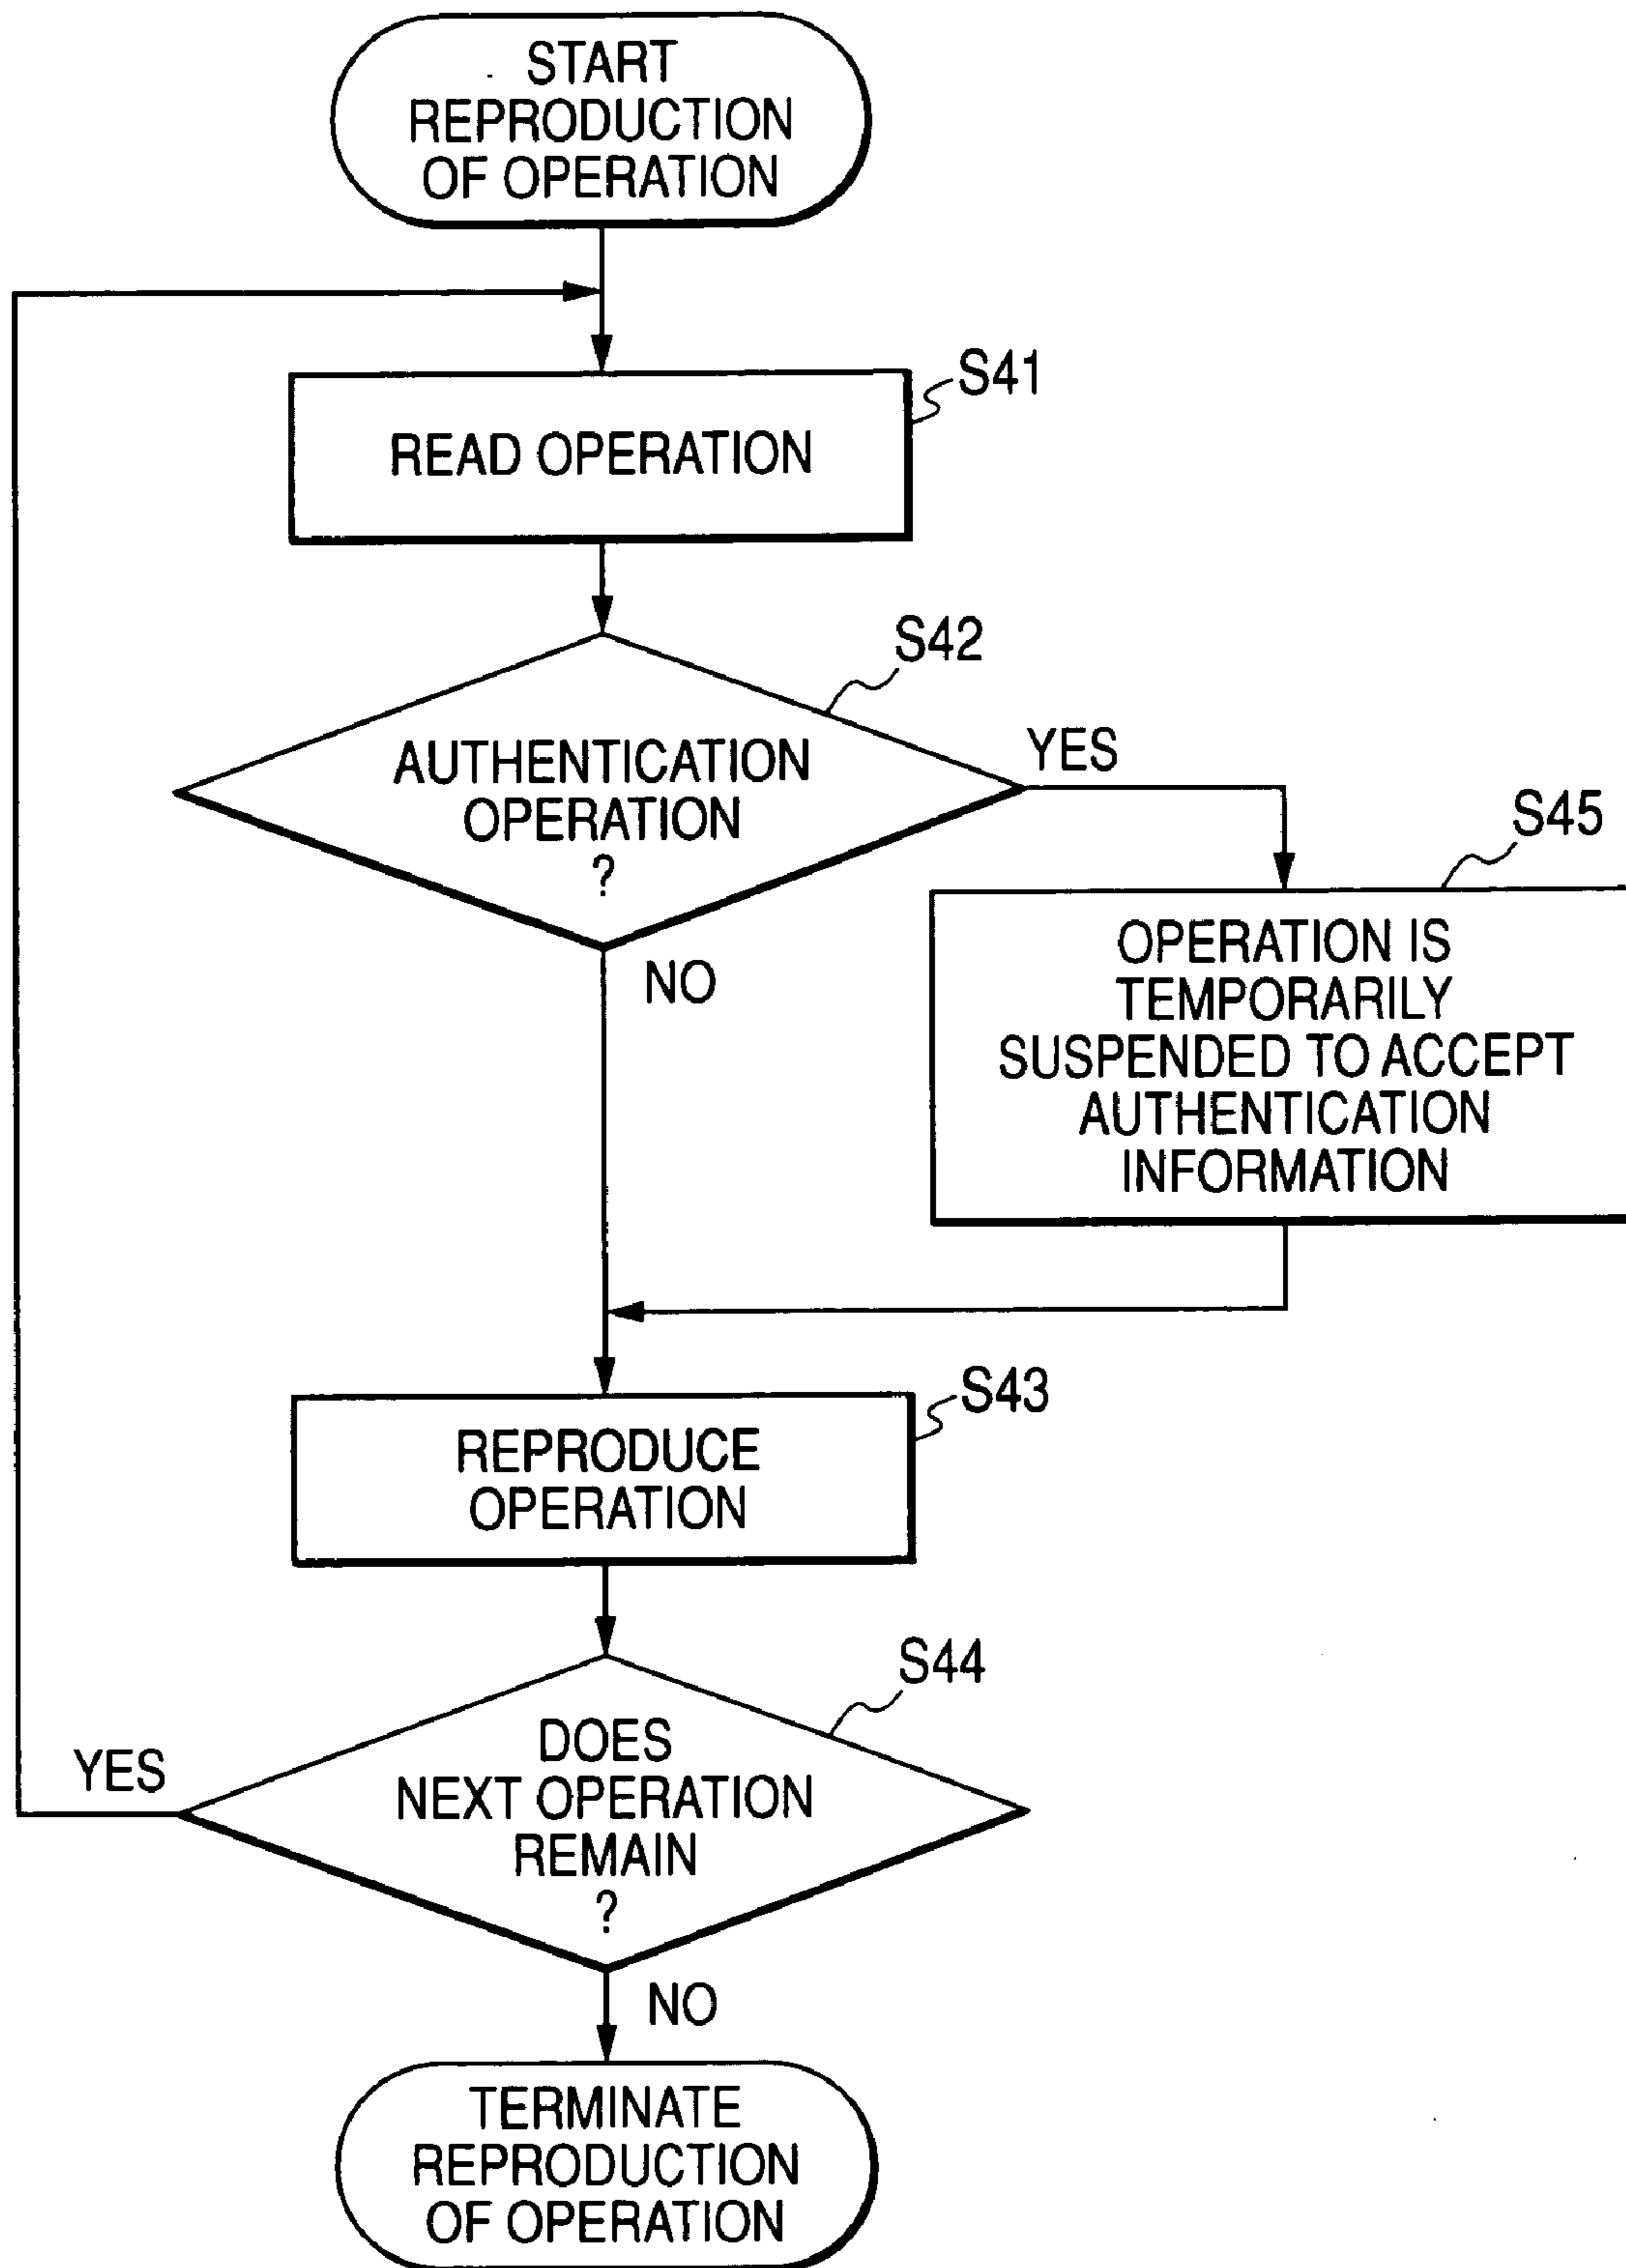 START
REPRODUCTION
OF OPERATION
S41
READ OPERATION
S42
AUTHENTICATION
OPERATION
?
YES
NO
S45
OPERATION IS
TEMPORARILY
SUSPENDED TO ACCEPT
AUTHENTICATION
INFORMATION
S43
REPRODUCE
OPERATION
S44
DOES
NEXT OPERATION
REMAIN
?
YES
NO
TERMINATE
REPRODUCTION
OF OPERATION